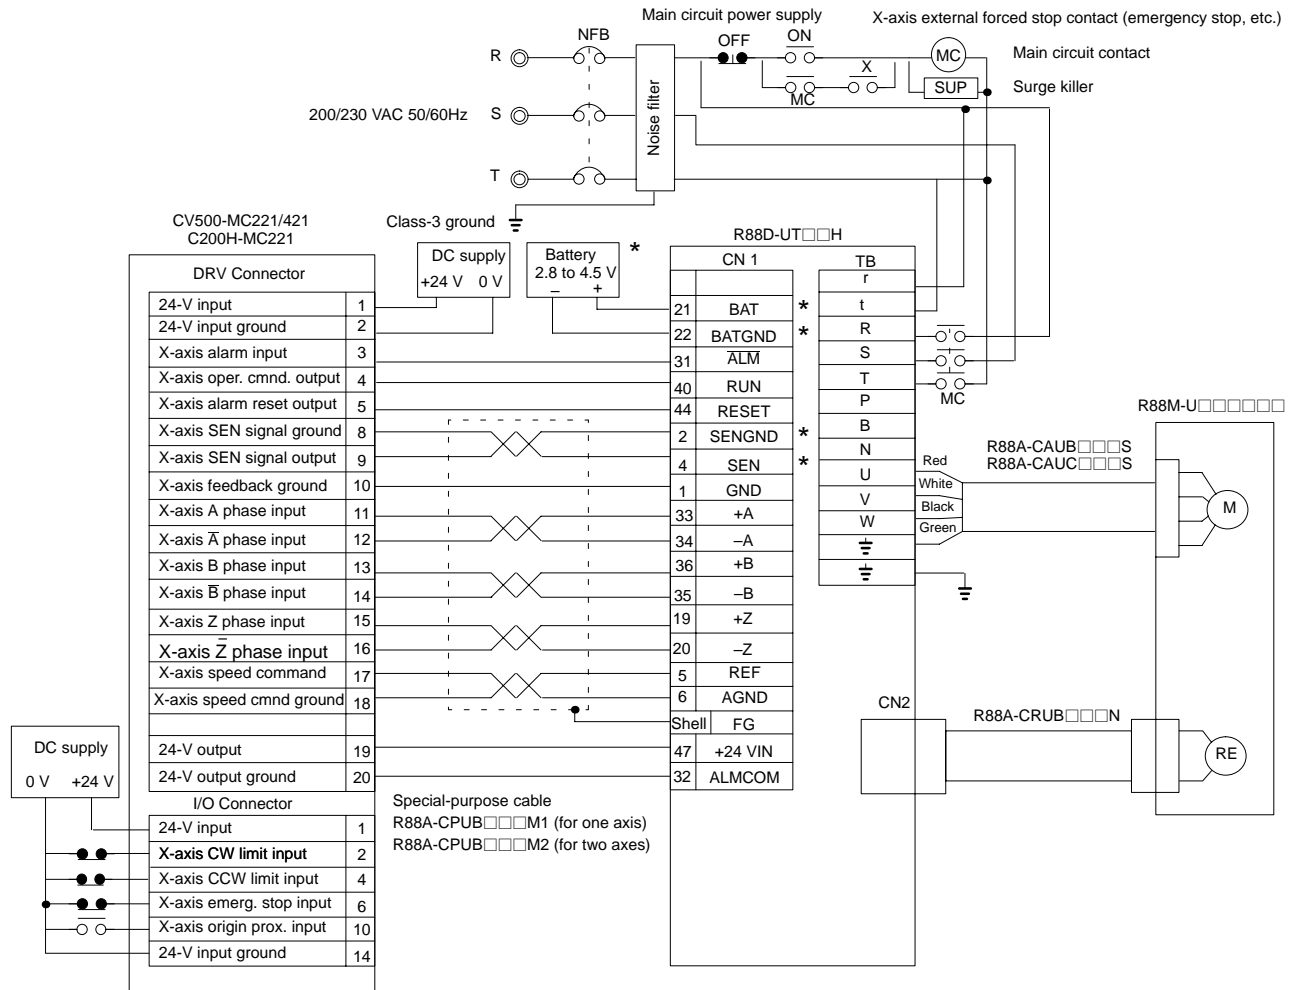 Main circuit power supply
X-axis external forced stop contact (emergency stop, etc.)
NFB
OFF
ON
R
MC
Main circuit contact
X
MC
SUP
Surge killer
Noise filter
200/230 VAC 50/60Hz
S
T
CV500-MC221/421
C200H-MC221
Class-3 ground
R88D-UT□□H
DRV Connector
DC supply
+24 V 0 V
Battery
2.8 to 4.5 V
– +
*
CN 1
TB
24-V input 1
24-V input ground 2
X-axis alarm input 3
X-axis oper. cmnd. output 4
X-axis alarm reset output 5
X-axis SEN signal ground 8
X-axis SEN signal output 9
X-axis feedback ground 10
X-axis A phase input 11
X-axis A̅ phase input 12
X-axis B phase input 13
X-axis B̅ phase input 14
X-axis Z phase input 15
X-axis Z̅ phase input 16
X-axis speed command 17
X-axis speed cmnd ground 18
24-V output 19
24-V output ground 20
21 BAT *
22 BATGND *
31 A̅L̅M̅
40 RUN
44 RESET
2 SENGND *
4 SEN *
1 GND
33 +A
34 –A
36 +B
35 –B
19 +Z
20 –Z
5 REF
6 AGND
Shell FG
47 +24 VIN
32 ALMCOM
r
t
R
S
T
P
B
N
U
V
W
MC
Red
White
Black
Green
R88A-CAUB□□□S
R88A-CAUC□□□S
R88M-U□□□□□□
M
CN2
R88A-CRUB□□□N
RE
DC supply
0 V +24 V
I/O Connector
24-V input 1
X-axis CW limit input 2
X-axis CCW limit input 4
X-axis emerg. stop input 6
X-axis origin prox. input 10
24-V input ground 14
Special-purpose cable
R88A-CPUB□□□M1 (for one axis)
R88A-CPUB□□□M2 (for two axes)